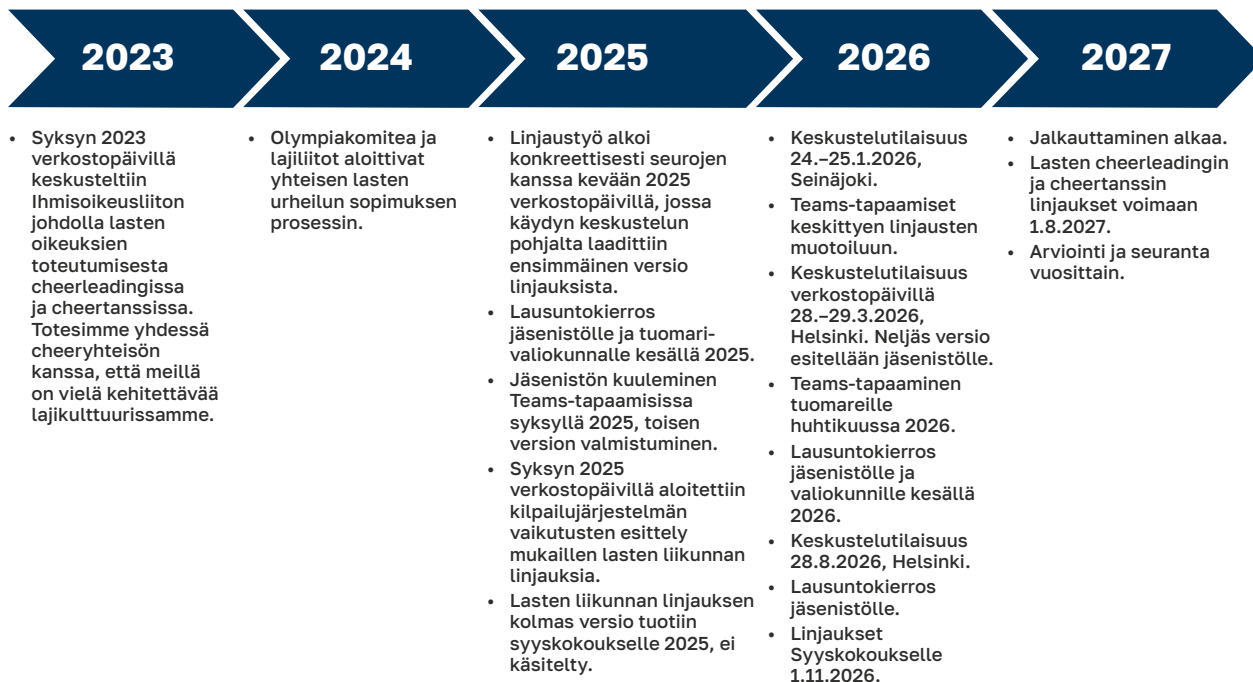 2023
2024
2025
2026
2027
• Syksyn 2023
verkostopäivillä
keskusteltiin
Ihmisoikeusliiton
johdolla lasten
oikeuksien
toteutumisesta
cheerleadingissa
ja cheertanssissa.
Totesimme yhdessä
cheeryhteisön
kanssa, että meillä
on vielä kehitettävää
lajikulttuurissamme.
• Olympiakomitea ja
lajiliitot aloittivat
yhteisen lasten
urheilun sopimuksen
prosessin.
• Linjaustyö alkoi
konkreettisesti seurojen
kanssa kevään 2025
verkostopäivillä, jossa
käydyn keskustelun
pohjalta laadittiin
ensimmäinen versio
linjauksista.
• Lausuntokierros
jäsenistölle ja tuomari-
valiokunnalle kesällä 2025.
• Jäsenistön kuuleminen
Teams-tapaamisissa
syksyllä 2025, toisen
version valmistuminen.
• Syksyn 2025
verkostopäivillä aloitettiin
kilpailujärjestelmän
vaikutusten esittely
mukaillen lasten liikunnan
linjauksia.
• Lasten liikunnan linjauksen
kolmas versio tuotiin
syyskokoukselle 2025, ei
käsitelty.
• Keskustelutilaisuus
24.–25.1.2026,
Seinäjoki.
• Teams-tapaamiset
keskittyen linjausten
muotoiluun.
• Keskustelutilaisuus
verkostopäivillä
28.–29.3.2026,
Helsinki. Neljäs versio
esitellään jäsenistölle.
• Teams-tapaaminen
tuomareille
huhtikuussa 2026.
• Lausuntokierros
jäsenistölle ja
valiokunnille kesällä
2026.
• Keskustelutilaisuus
28.8.2026, Helsinki.
• Lausuntokierros
jäsenistölle.
• Linjaukset
Syyskokoukselle
1.11.2026.
• Jalkauttaminen alkaa.
• Lasten cheerleadingin
ja cheertanssin
linjaukset voimaan
1.8.2027.
• Arviointi ja seuranta
vuosittain.